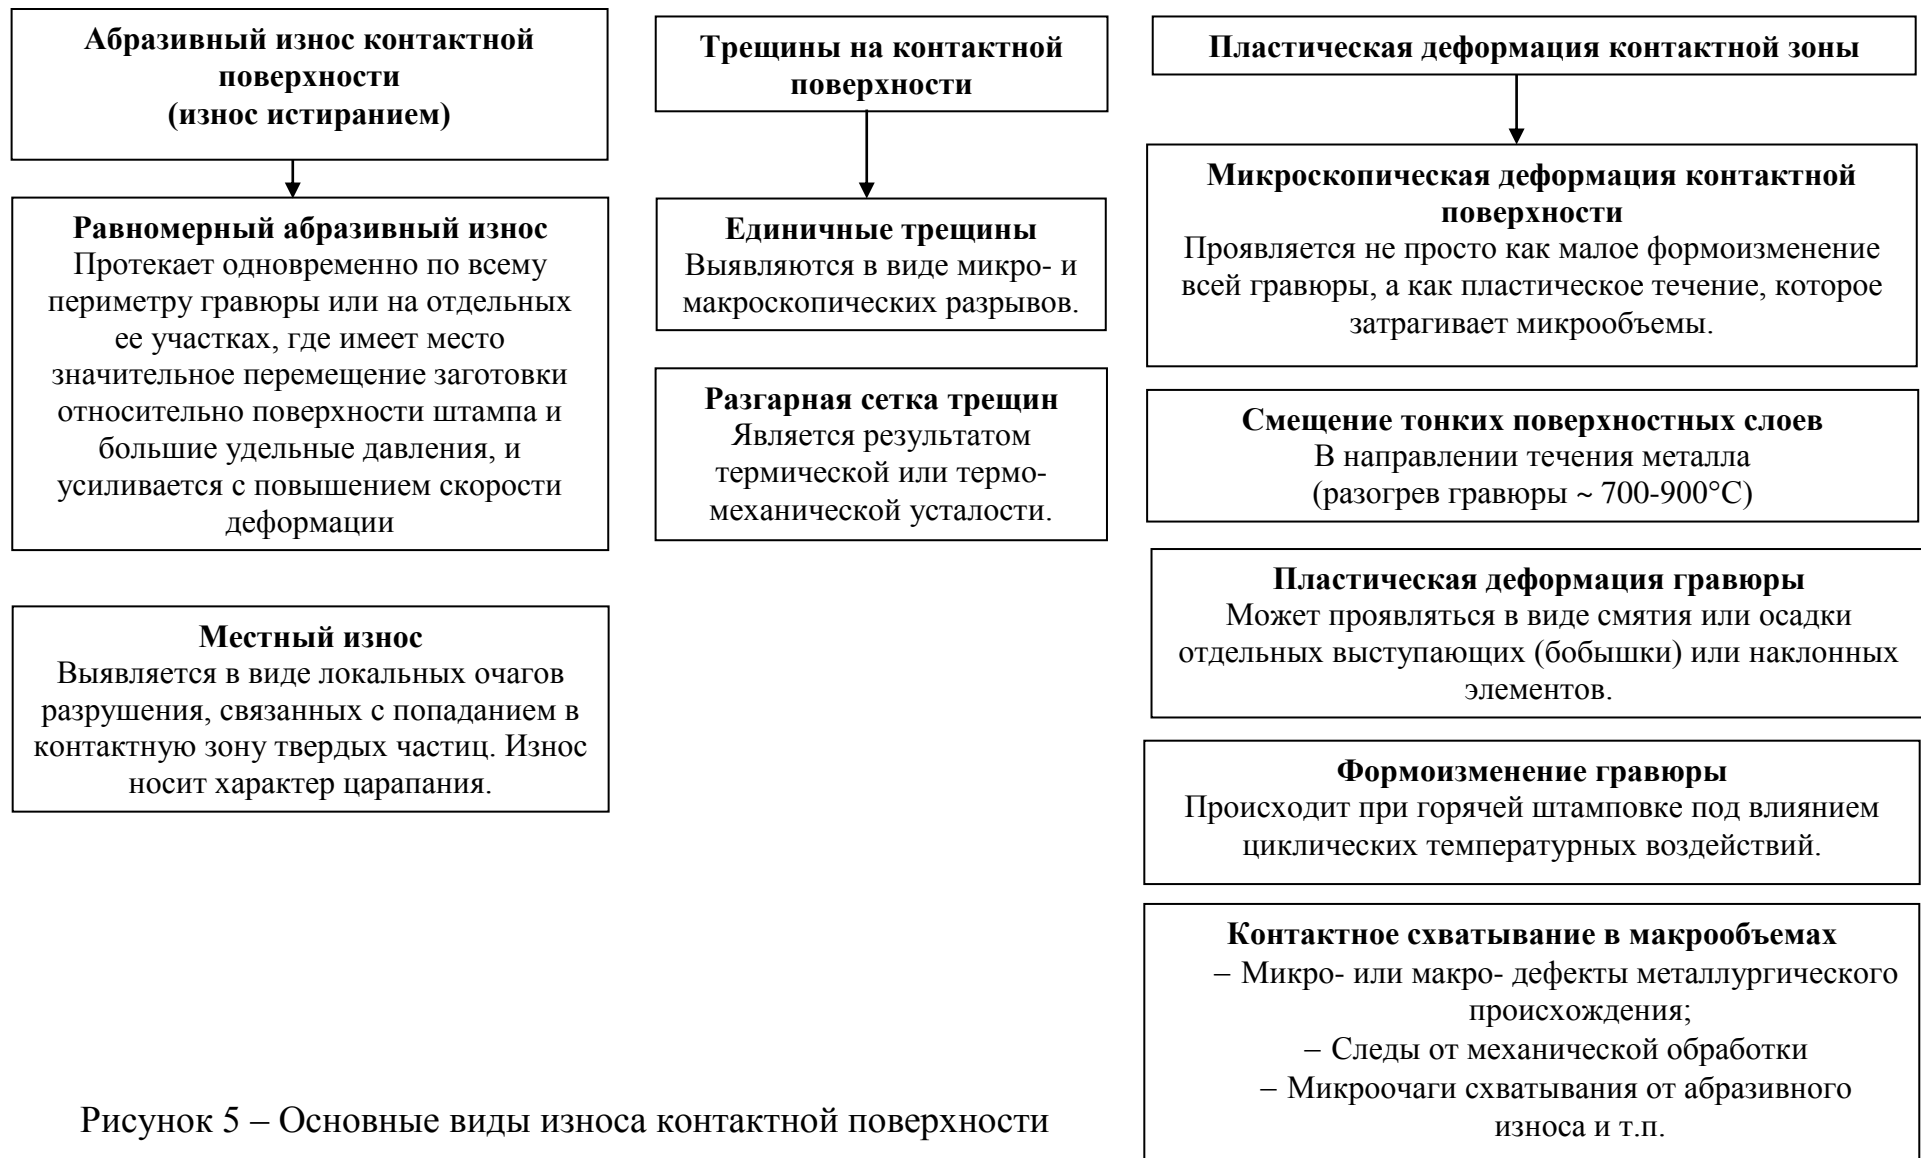 Абразивный износ контактной
поверхности
(износ истиранием)
Равномерный абразивный износ
Протекает одновременно по всему
периметру гравюры или на отдельных
ее участках, где имеет место
значительное перемещение заготовки
относительно поверхности штампа и
большие удельные давления, и
усиливается с повышением скорости
деформации
Местный износ
Выявляется в виде локальных очагов
разрушения, связанных с попаданием в
контактную зону твердых частиц. Износ
носит характер царапания.
Трещины на контактной
поверхности
Единичные трещины
Выявляются в виде микро- и
макроскопических разрывов.
Разгарная сетка трещин
Является результатом
термической или термо-
механической усталости.
Пластическая деформация контактной зоны
Микроскопическая деформация контактной
поверхности
Проявляется не просто как малое формоизменение
всей гравюры, а как пластическое течение, которое
затрагивает микрообъемы.
Смещение тонких поверхностных слоев
В направлении течения металла
(разогрев гравюры ~ 700-900°С)
Пластическая деформация гравюры
Может проявляться в виде смятия или осадки
отдельных выступающих (бобышки) или наклонных
элементов.
Формоизменение гравюры
Происходит при горячей штамповке под влиянием
циклических температурных воздействий.
Контактное схватывание в макрообъемах
– Микро- или макро- дефекты металлургического
происхождения;
– Следы от механической обработки
– Микроочаги схватывания от абразивного
износа и т.п.
Рисунок 5 – Основные виды износа контактной поверхности